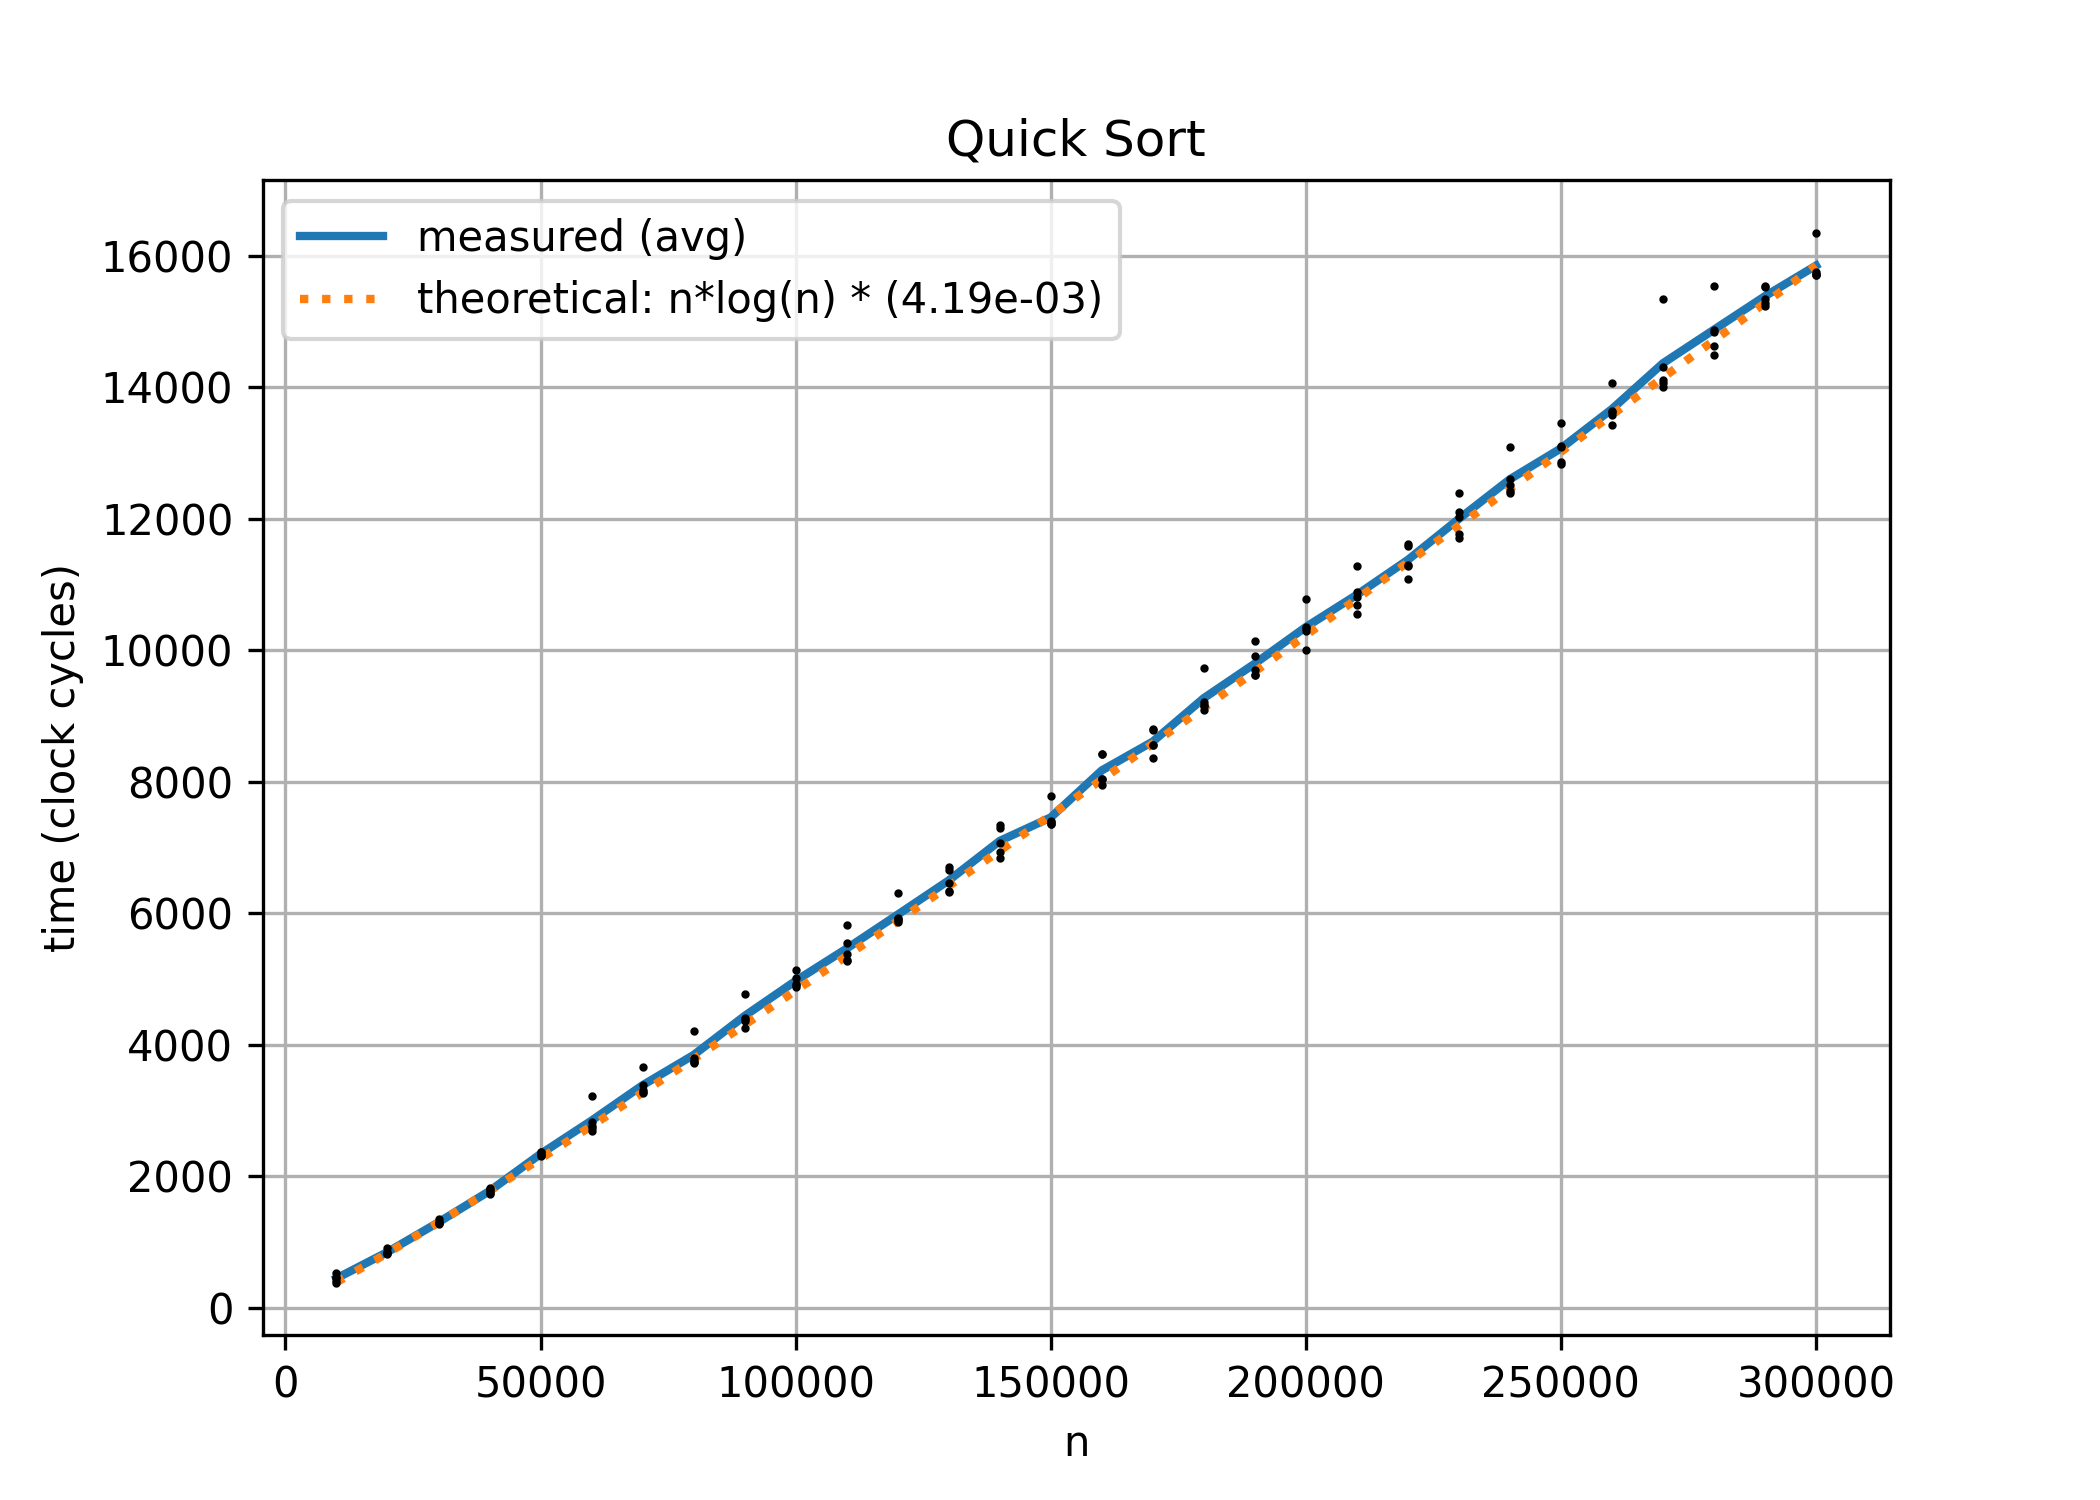 Quick Sort
measured (avg)
theoretical: n*log(n) * (4.19e-03)
16000
14000
12000
10000
8000
6000
4000
2000
0
time (clock cycles)
0 50000 100000 150000 200000 250000 300000
n